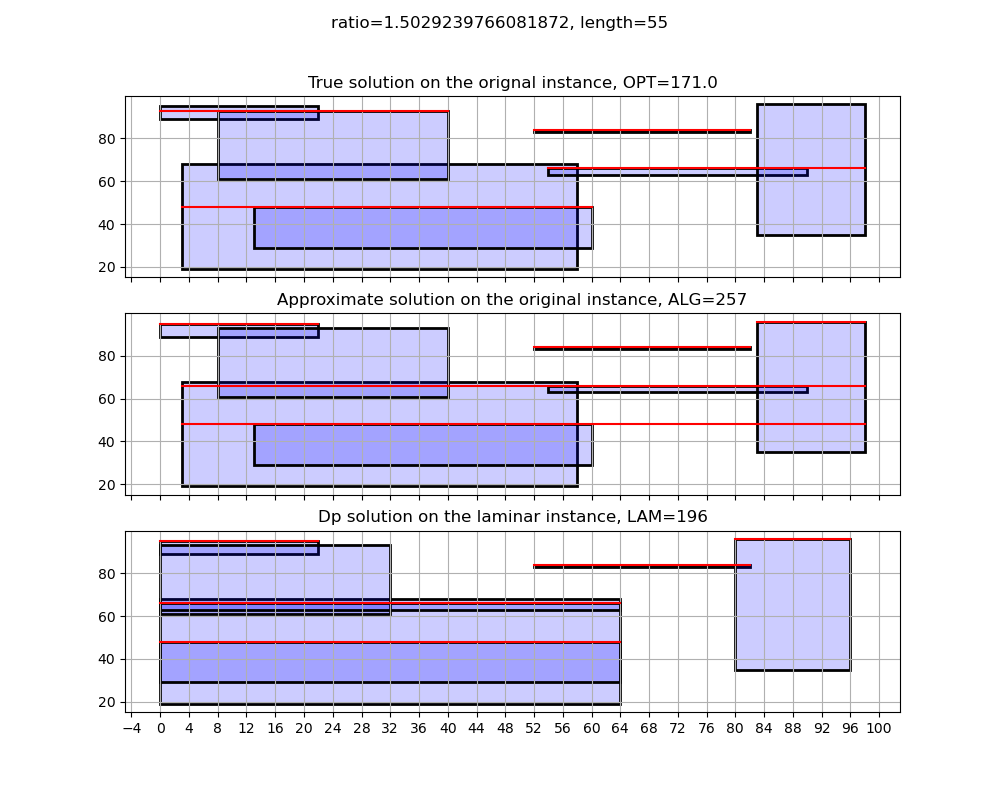 ratio=1.5029239766081872, length=55
True solution on the orignal instance, OPT=171.0
80
60
40
20
Approximate solution on the original instance, ALG=257
80
60
40
20
Dp solution on the laminar instance, LAM=196
80
60
40
20
−4 0 4 8 12 16 20 24 28 32 36 40 44 48 52 56 60 64 68 72 76 80 84 88 92 96 100